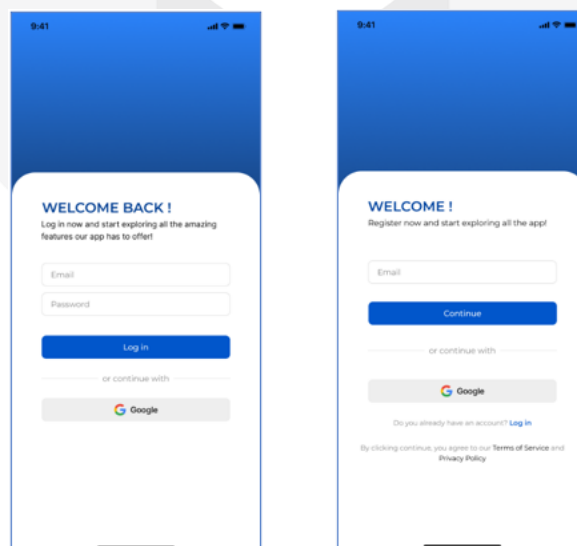 9:41
WELCOME BACK !
Log in now and start exploring all the amazing
features our app has to offer!
Email
Password
Log in
or continue with
Google
9:41
WELCOME !
Register now and start exploring all the app!
Email
Continue
or continue with
Google
Do you already have an account? Log in
By clicking continue, you agree to our Terms of Service and
Privacy Policy